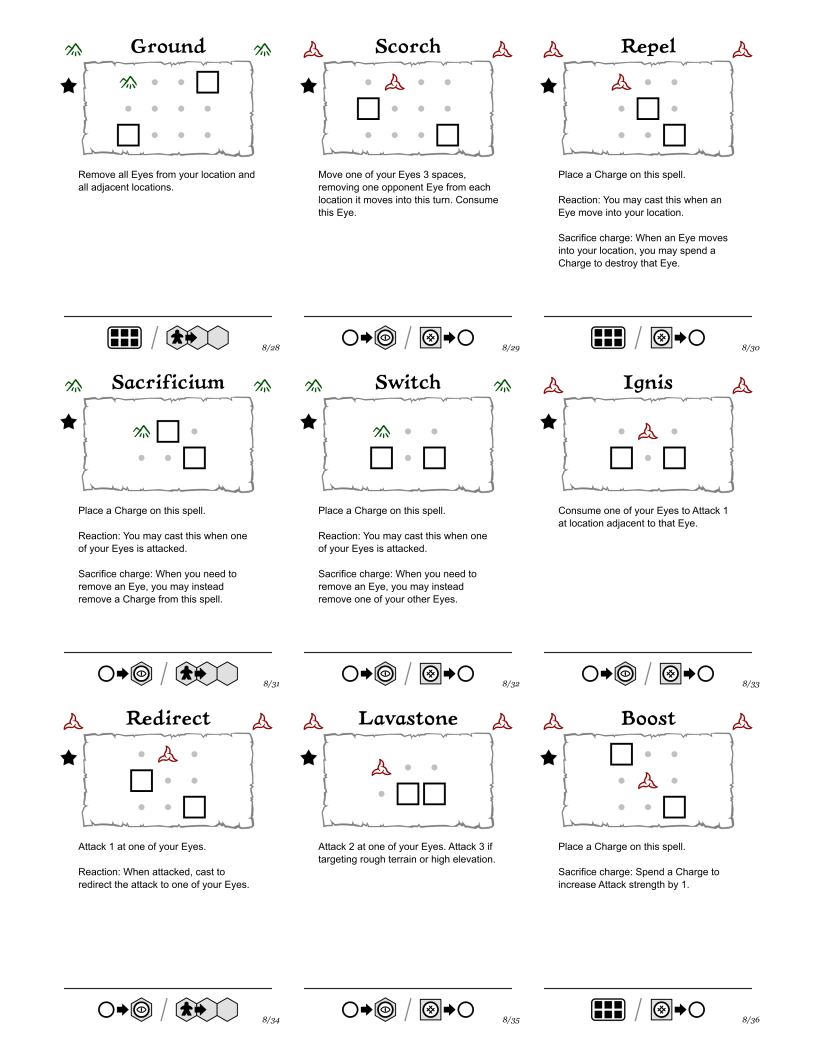 Ground
Remove all Eyes from your location and
all adjacent locations.
8/28
Scorch
Move one of your Eyes 3 spaces,
removing one opponent Eye from each
location it moves into this turn. Consume
this Eye.
8/29
Repel
Place a Charge on this spell.
Reaction: You may cast this when an
Eye move into your location.
Sacrifice charge: When an Eye moves
into your location, you may spend a
Charge to destroy that Eye.
8/30
Sacrificium
Place a Charge on this spell.
Reaction: You may cast this when one
of your Eyes is attacked.
Sacrifice charge: When you need to
remove an Eye, you may instead
remove a Charge from this spell.
8/31
Switch
Place a Charge on this spell.
Reaction: You may cast this when one
of your Eyes is attacked.
Sacrifice charge: When you need to
remove an Eye, you may instead
remove one of your other Eyes.
8/32
Ignis
Consume one of your Eyes to Attack 1
at location adjacent to that Eye.
8/33
Redirect
Attack 1 at one of your Eyes.
Reaction: When attacked, cast to
redirect the attack to one of your Eyes.
8/34
Lavastone
Attack 2 at one of your Eyes. Attack 3 if
targeting rough terrain or high elevation.
8/35
Boost
Place a Charge on this spell.
Sacrifice charge: Spend a Charge to
increase Attack strength by 1.
8/36